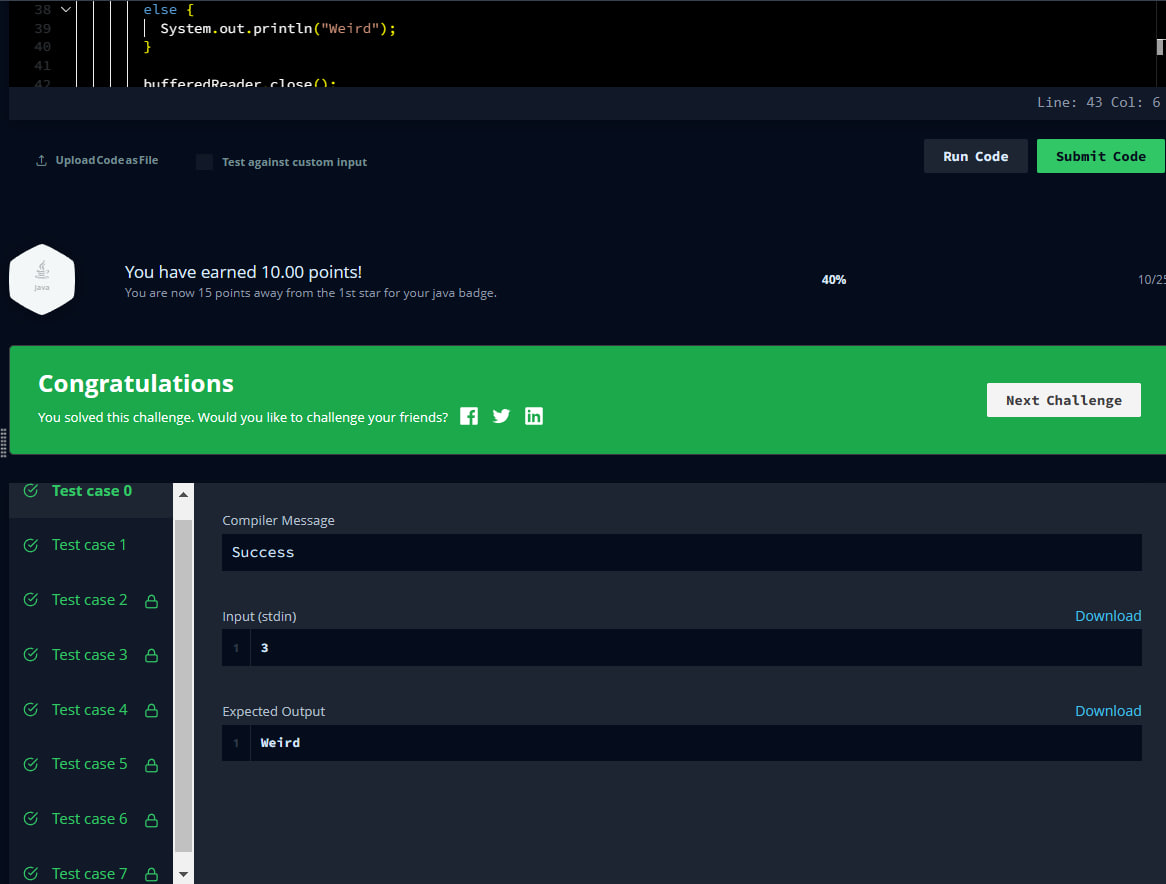 38 else {
39 System.out.println("Weird");
40 }
41
42 bufferedReader.close();
Line: 43 Col: 6
Upload Code as File
Test against custom input
Run Code
Submit Code
Java
You have earned 10.00 points!
You are now 15 points away from the 1st star for your java badge.
40%
10/25
Congratulations
You solved this challenge. Would you like to challenge your friends?
Next Challenge
Test case 0
Test case 1
Test case 2
Test case 3
Test case 4
Test case 5
Test case 6
Test case 7
Compiler Message
Success
Input (stdin)
Download
1 3
Expected Output
Download
1 Weird